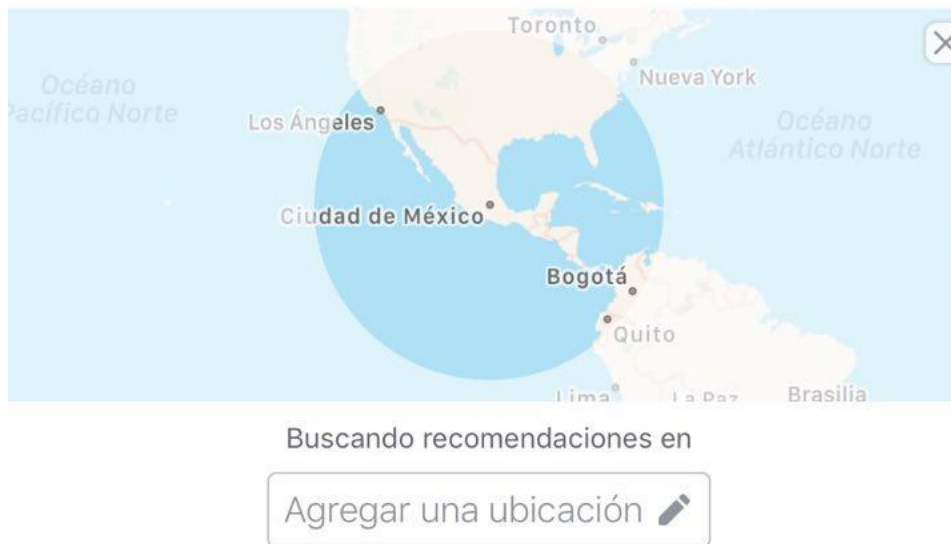 Toronto
Nueva York
Océano
Pacífico Norte
Los Ángeles
Océano
Atlántico Norte
Ciudad de México
Bogotá
Quito
Lima
La Paz
Brasilia
Buscando recomendaciones en
Agregar una ubicación